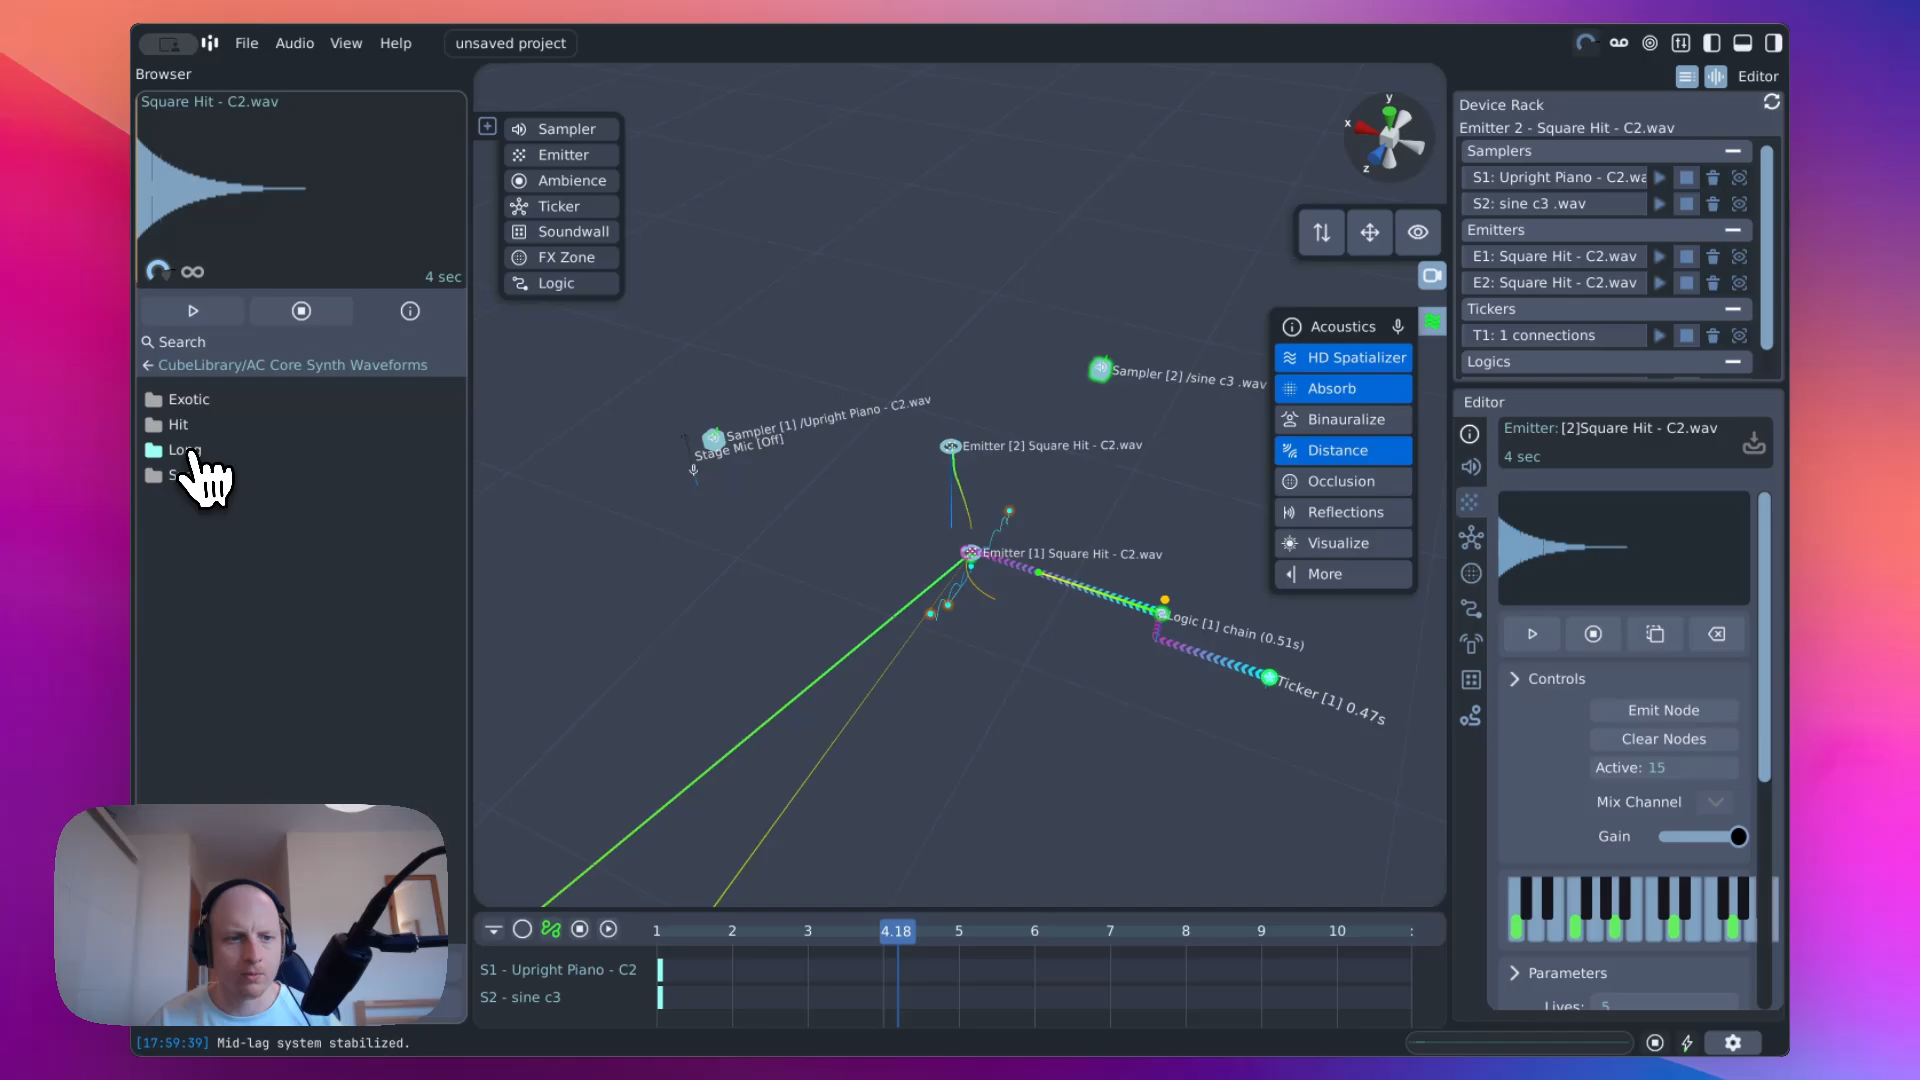 File Audio View Help unsaved project
Browser
Square Hit - C2.wav
4 sec
Search
CubeLibrary/AC Core Synth Waveforms
Exotic
Hit
Long
Sampler
Emitter
Ambience
Ticker
Soundwall
FX Zone
Logic
y
x
z
Acoustics
HD Spatializer
Absorb
Binauralize
Distance
Occlusion
Reflections
Visualize
More
Sampler [2] /sine c3 .wav
Sampler [1] /Upright Piano - C2.wav
Stage Mic [Off]
Emitter [2] Square Hit - C2.wav
Emitter [1] Square Hit - C2.wav
Logic [1] chain (0.51s)
Ticker [1] 0.47s
1 2 3 4.18 5 6 7 8 9 10
S1 - Upright Piano - C2
S2 - sine c3
Editor
Device Rack
Emitter 2 - Square Hit - C2.wav
Samplers
S1: Upright Piano - C2.wa
S2: sine c3 .wav
Emitters
E1: Square Hit - C2.wav
E2: Square Hit - C2.wav
Tickers
T1: 1 connections
Logics
Editor
Emitter: [2]Square Hit - C2.wav
4 sec
Controls
Emit Node
Clear Nodes
Active: 15
Mix Channel
Gain
Parameters
Lives: 5
[17:59:39] Mid-lag system stabilized.